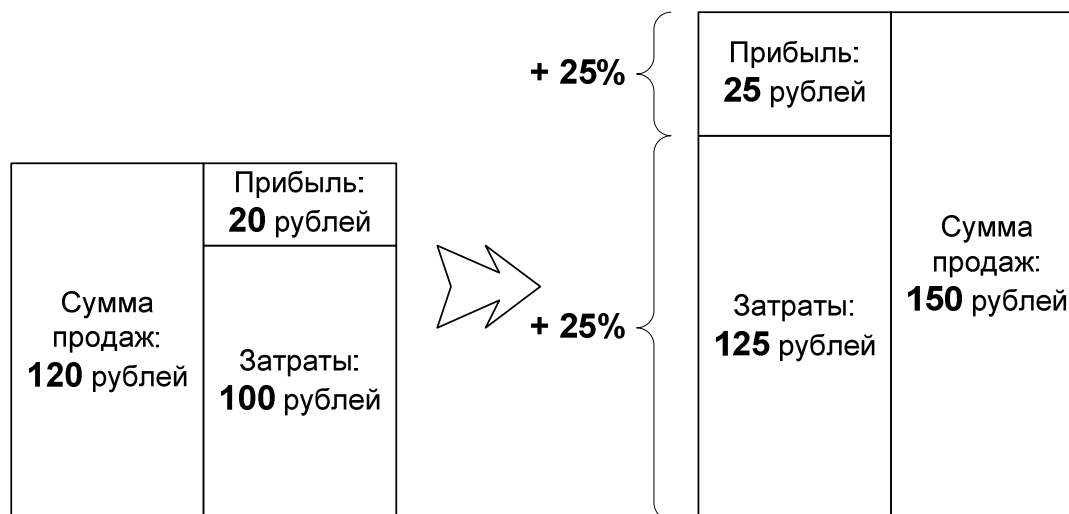 Сумма
продаж:
120 рублей
Прибыль:
20 рублей
Затраты:
100 рублей
+ 25%
+ 25%
Прибыль:
25 рублей
Затраты:
125 рублей
Сумма
продаж:
150 рублей